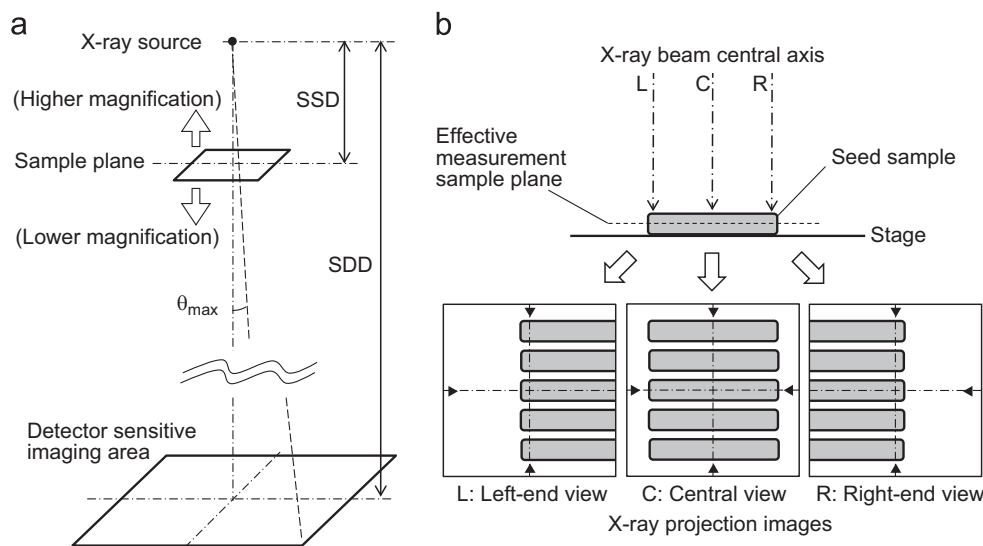 a
X-ray source
(Higher magnification)
SSD
Sample plane
(Lower magnification)
SDD
θmax
Detector sensitive
imaging area
b
X-ray beam central axis
L
C
R
Effective
measurement
sample plane
Seed sample
Stage
L: Left-end view
C: Central view
R: Right-end view
X-ray projection images